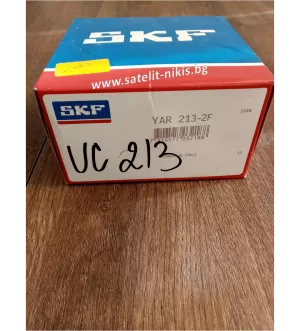 SKF
www.satelit-nikis.bg
SKF
YAR 213-2F
UC 213